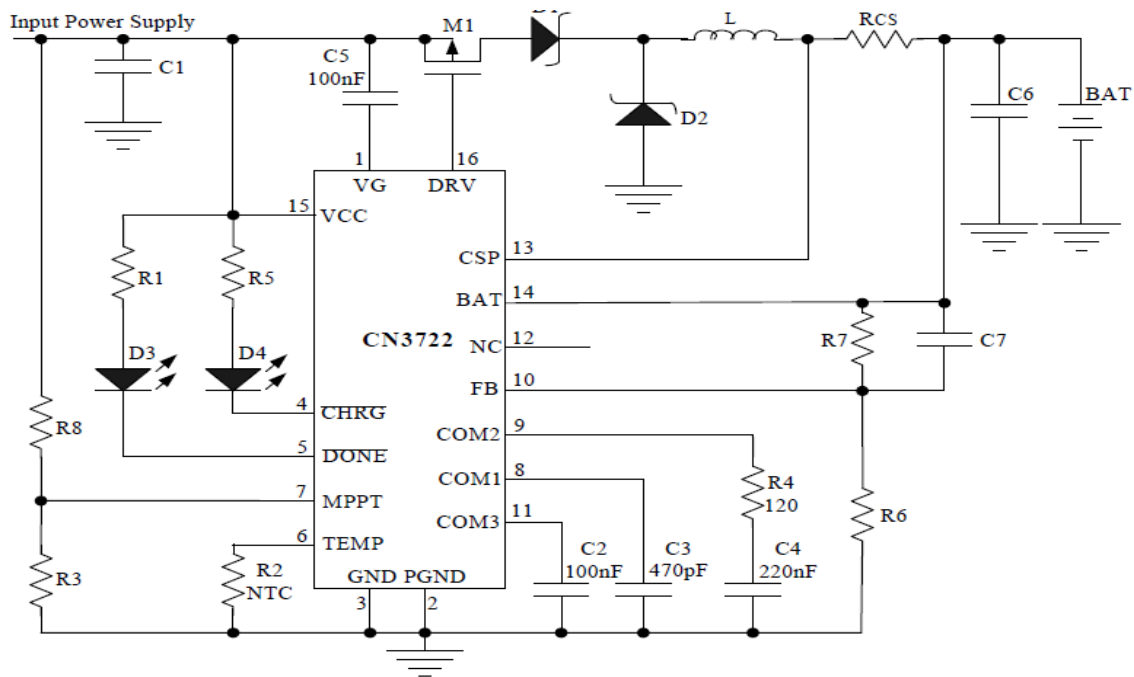 Input Power Supply
M1
L
RCS
C1
C5
100nF
D2
C6
BAT
1
16
VG
DRV
15
VCC
13
CSP
R1
R5
14
BAT
CN3722
12
NC
R7
C7
D3
D4
10
FB
4
CHRG
9
COM2
R8
5
DONE
8
COM1
7
MPPT
R4
120
R6
11
COM3
6
TEMP
R3
R2
NTC
C2
100nF
C3
470pF
C4
220nF
GND PGND
3
2